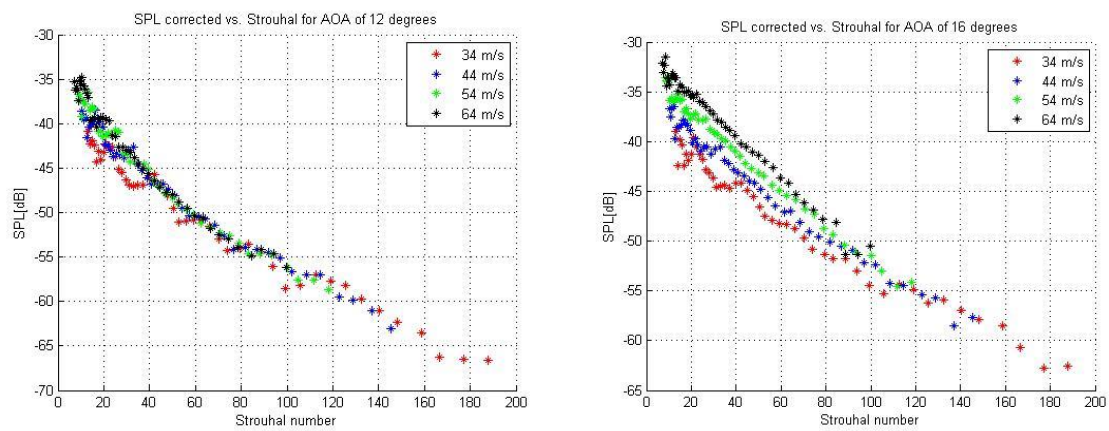 SPL corrected vs. Strouhal for AOA of 12 degrees
-30
-35
-40
-45
-50
-55
-60
-65
-70
SPL[dB]
34 m/s
44 m/s
54 m/s
64 m/s
0 20 40 60 80 100 120 140 160 180 200
Strouhal number
SPL corrected vs. Strouhal for AOA of 16 degrees
-30
-35
-40
-45
-50
-55
-60
-65
SPL[dB]
34 m/s
44 m/s
54 m/s
64 m/s
0 20 40 60 80 100 120 140 160 180 200
Strouhal number